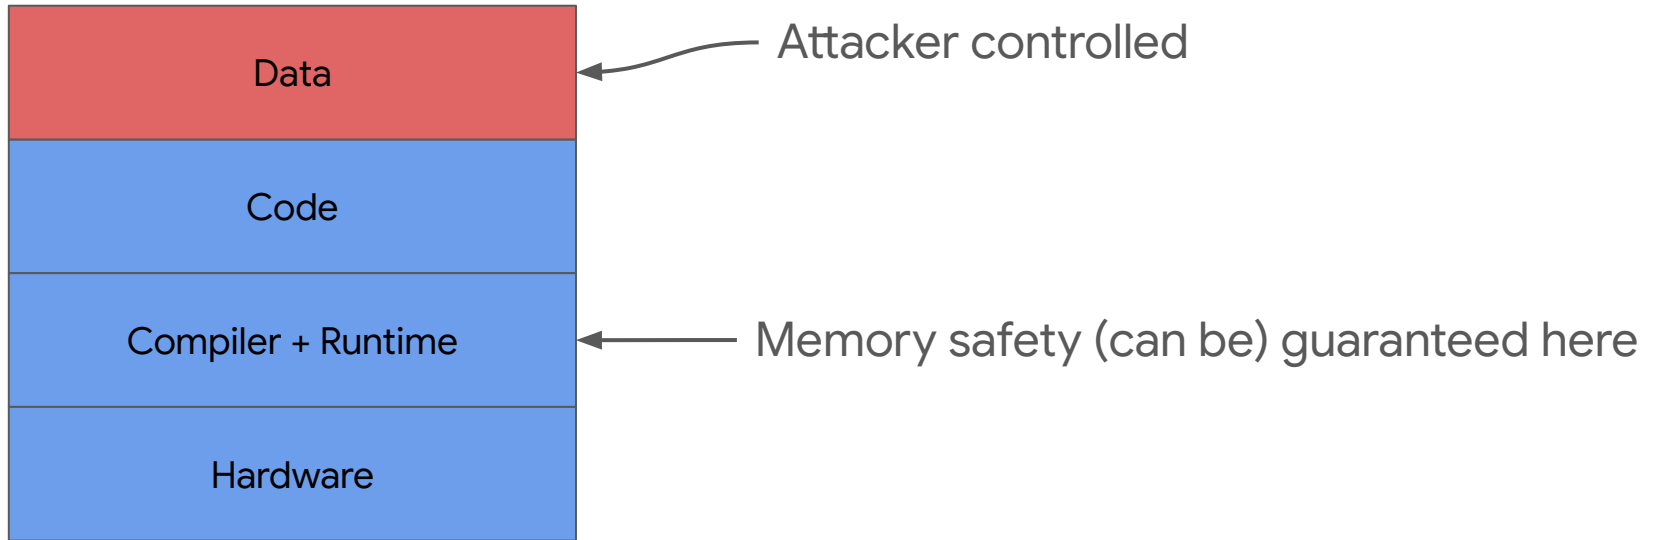 Data
Attacker controlled
Code
Compiler + Runtime
Memory safety (can be) guaranteed here
Hardware